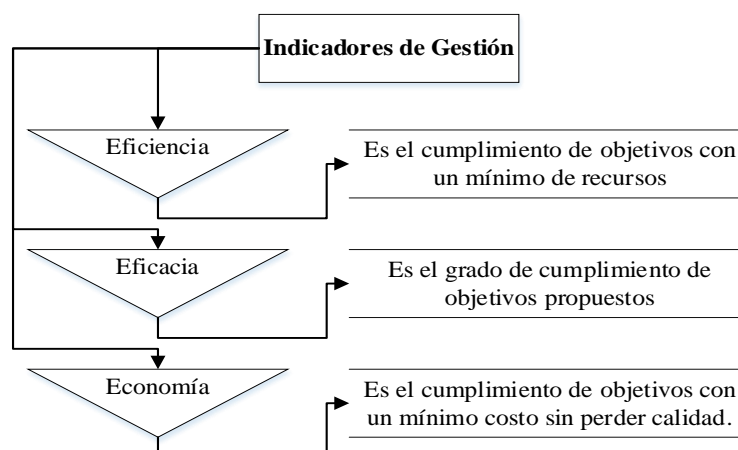 Indicadores de Gestión
Eficiencia
Es el cumplimiento de objetivos con
un mínimo de recursos
Eficacia
Es el grado de cumplimiento de
objetivos propuestos
Economía
Es el cumplimiento de objetivos con
un mínimo costo sin perder calidad.